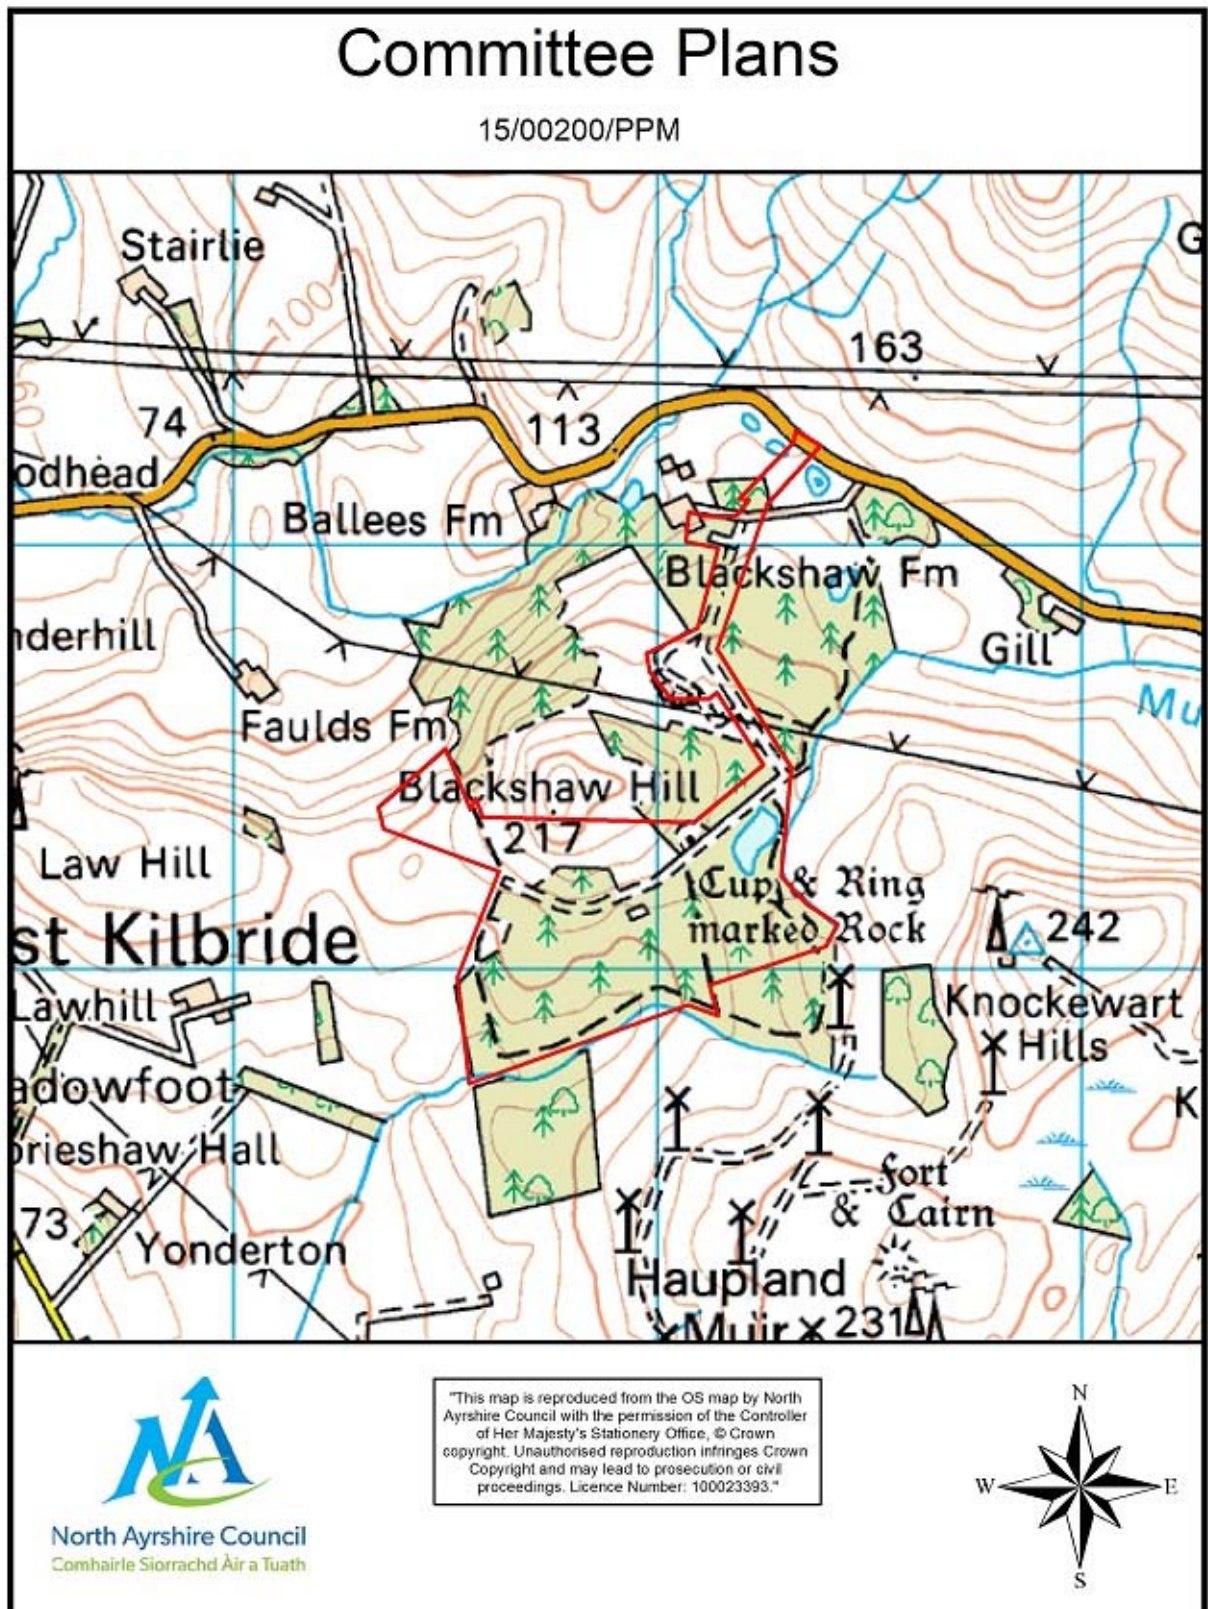 Committee Plans
15/00200/PPM
Stairlie
G
100
163
74
113
odhead
Ballees Fm
Blackshaw Fm
nderhill
Gill
Mu
Faulds Fm
Blackshaw Hill
217
Law Hill
Cup & Ring
marked Rock
242
st Kilbride
Lawhill
Knockewart
Hills
adowfoot
K
orieshaw Hall
Fort
& Cairn
73
Yonderton
Haupland
Muir
231
North Ayrshire Council
Comhairle Siorrachd Àir a Tuath
"This map is reproduced from the OS map by North
Ayrshire Council with the permission of the Controller
of Her Majesty's Stationery Office, © Crown
copyright. Unauthorised reproduction infringes Crown
Copyright and may lead to prosecution or civil
proceedings. Licence Number: 100023393."
N
W
E
S